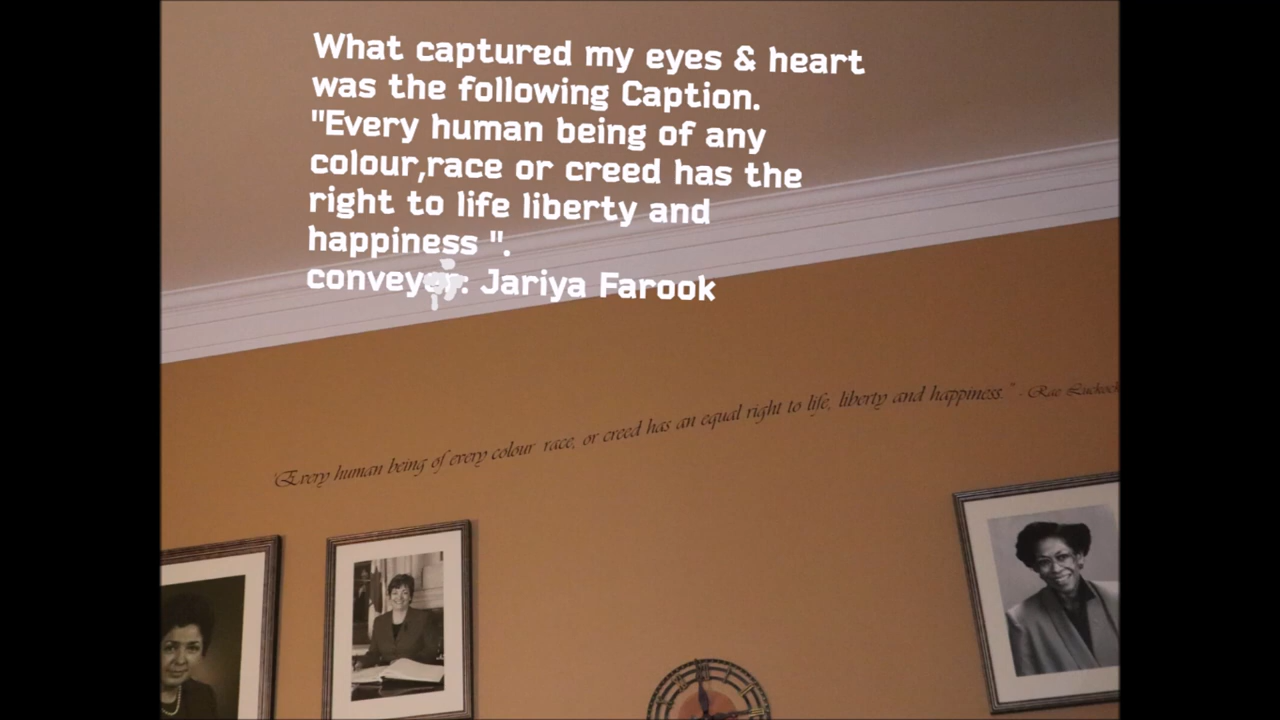 What captured my eyes & heart
was the following Caption.
"Every human being of any
colour,race or creed has the
right to life liberty and
happiness ".
conveyor: Jariya Farook
"Every human being of every colour race, or creed has an equal right to life, liberty and happiness." - Rae Luckock